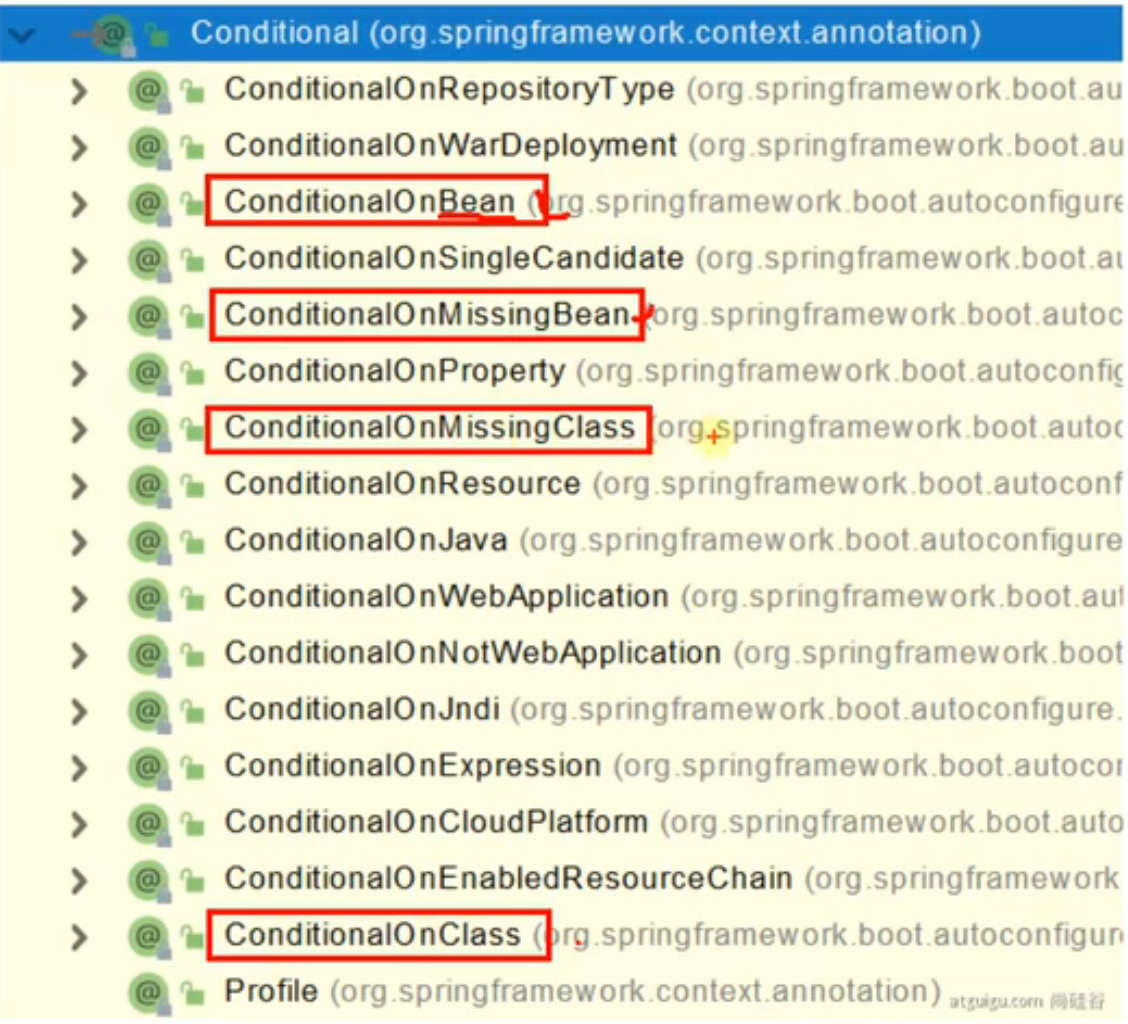 Conditional (org.springframework.context.annotation)
ConditionalOnRepositoryType (org.springframework.boot.au
ConditionalOnWarDeployment (org.springframework.boot.au
ConditionalOnBean (org.springframework.boot.autoconfigure
ConditionalOnSingleCandidate (org.springframework.boot.au
ConditionalOnMissingBean (org.springframework.boot.autoc
ConditionalOnProperty (org.springframework.boot.autoconfig
ConditionalOnMissingClass (org.springframework.boot.autoc
ConditionalOnResource (org.springframework.boot.autoconf
ConditionalOnJava (org.springframework.boot.autoconfigure
ConditionalOnWebApplication (org.springframework.boot.aut
ConditionalOnNotWebApplication (org.springframework.boot
ConditionalOnJndi (org.springframework.boot.autoconfigure.
ConditionalOnExpression (org.springframework.boot.autocon
ConditionalOnCloudPlatform (org.springframework.boot.auto
ConditionalOnEnabledResourceChain (org.springframework
ConditionalOnClass (org.springframework.boot.autoconfigure
Profile (org.springframework.context.annotation)
atguigu.com 尚硅谷